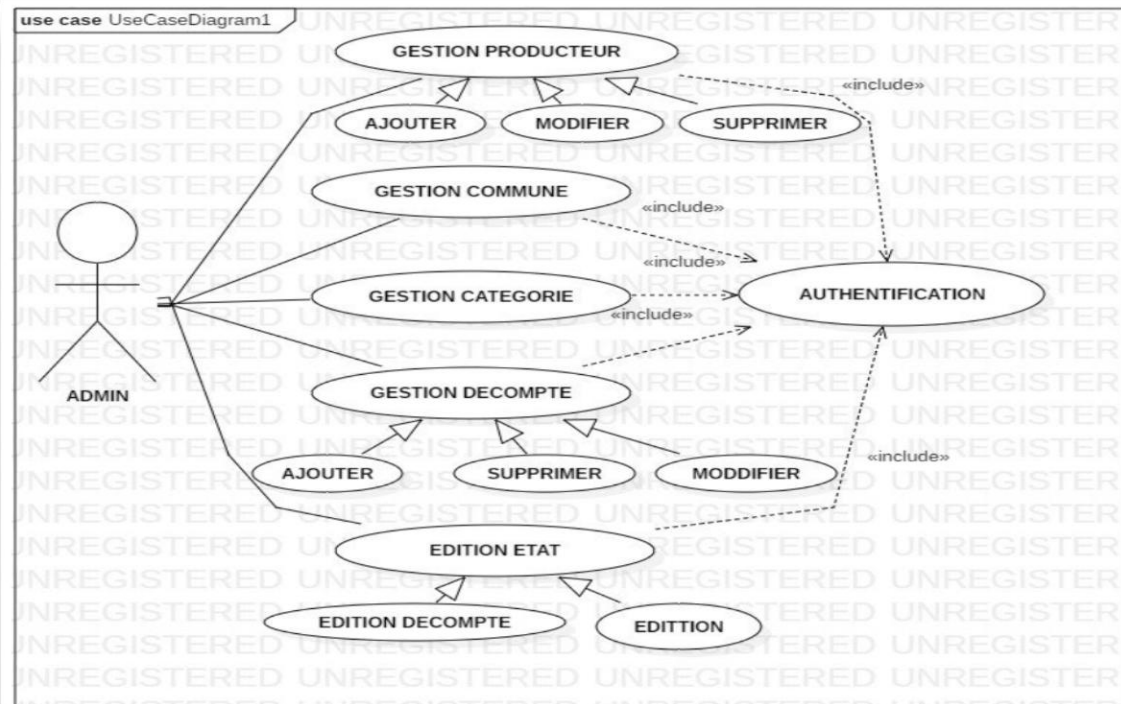 use case UseCaseDiagram1
GESTION PRODUCTEUR
«include»
AJOUTER
MODIFIER
SUPPRIMER
GESTION COMMUNE
«include»
«include»
GESTION CATEGORIE
AUTHENTIFICATION
«include»
GESTION DECOMPTE
ADMIN
«include»
AJOUTER
SUPPRIMER
MODDIFIER
EDITION ETAT
EDITION DECOMPTE
EDITTION
UNREGISTERED